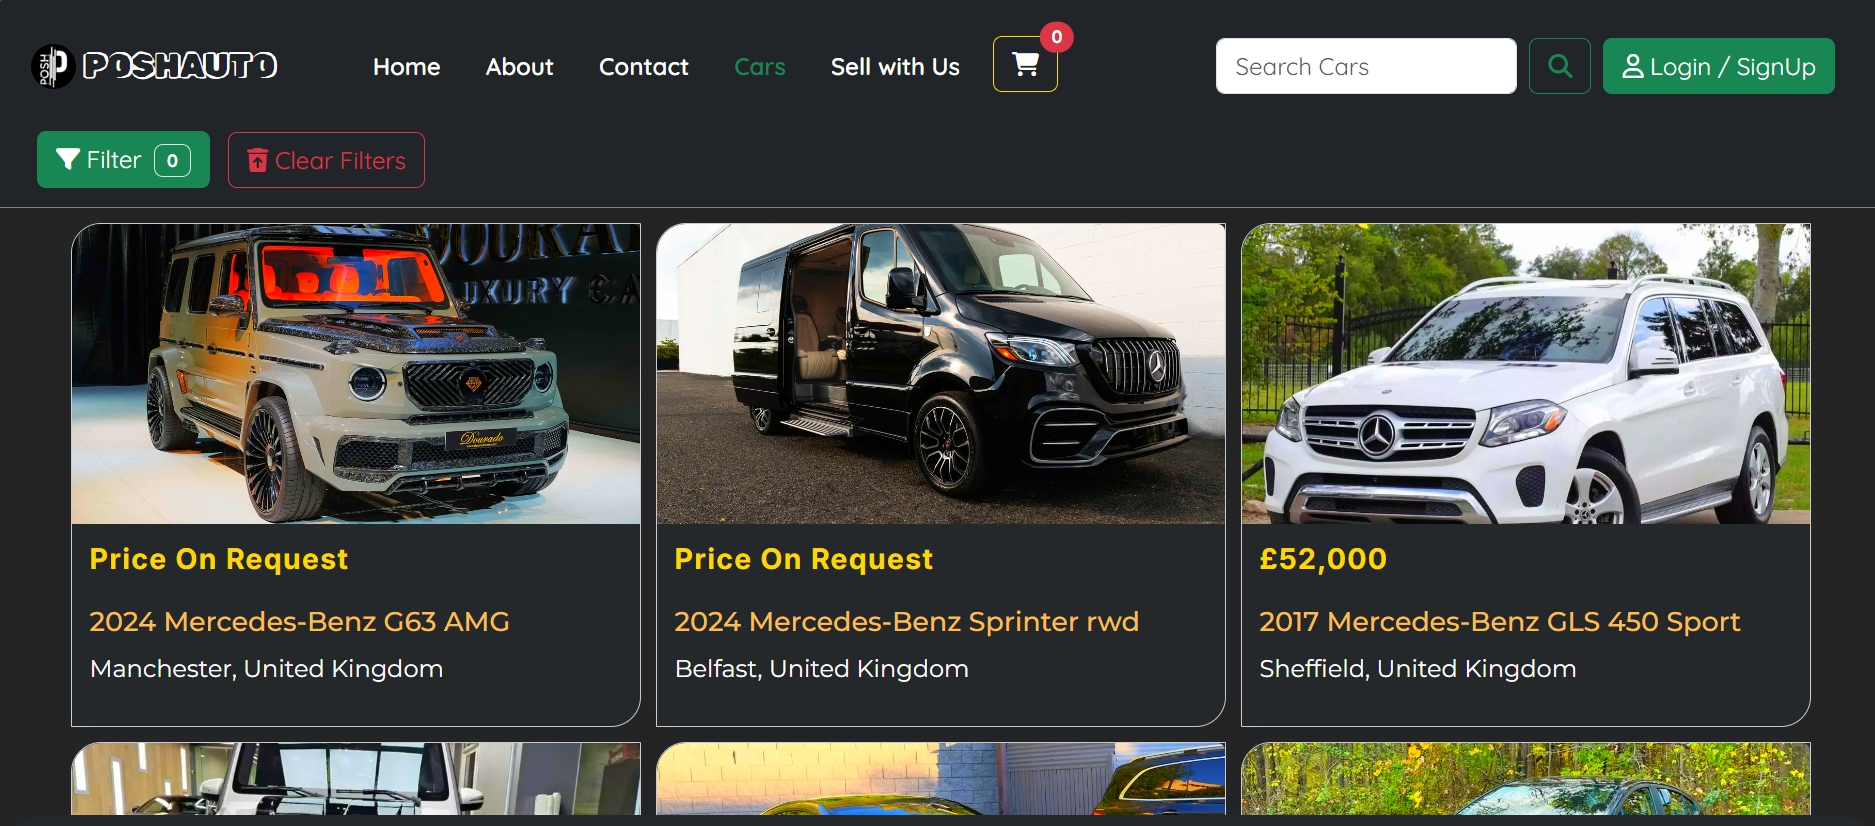 POSH POSHAUTO
Home About Contact Cars Sell with Us 0
Search Cars
Login / SignUp
Filter 0 Clear Filters
LUXURY CA
Dourado
Price On Request
2024 Mercedes-Benz G63 AMG
Manchester, United Kingdom
Price On Request
2024 Mercedes-Benz Sprinter rwd
Belfast, United Kingdom
£52,000
2017 Mercedes-Benz GLS 450 Sport
Sheffield, United Kingdom